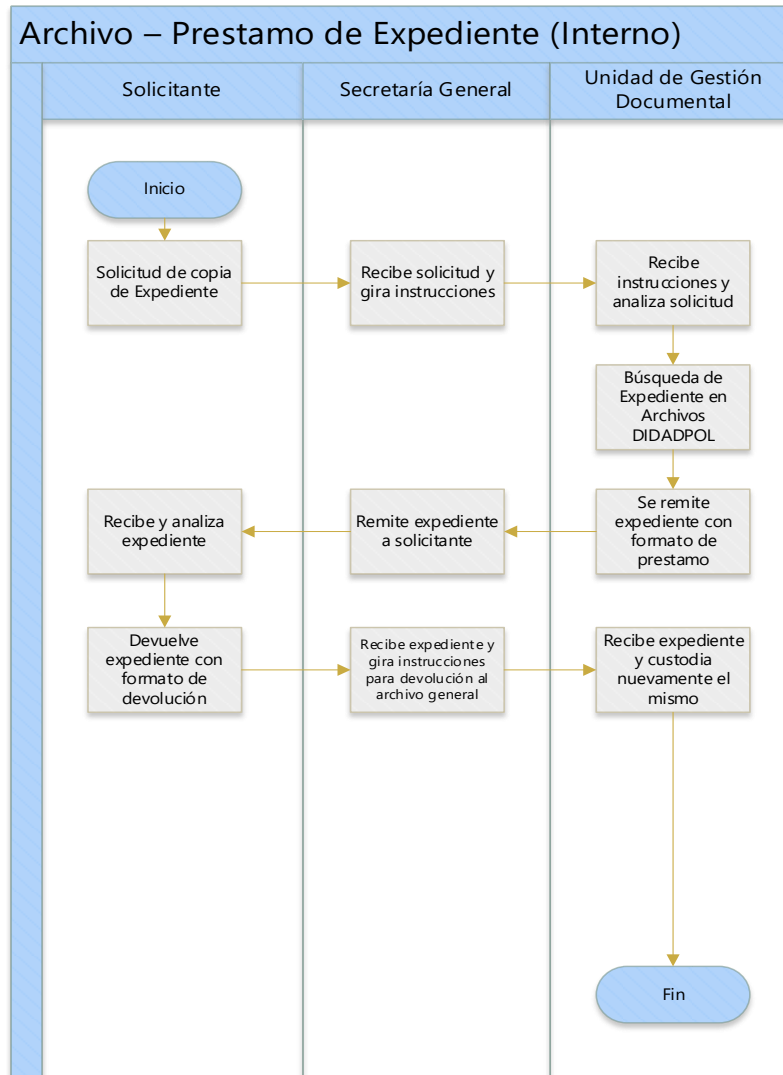 Archivo – Prestamo de Expediente (Interno)
Solicitante
Secretaría General
Unidad de Gestión
Documental
Inicio
Solicitud de copia
de Expediente
Recibe solicitud y
gira instrucciones
Recibe
instrucciones y
analiza solicitud
Búsqueda de
Expediente en
Archivos
DIDADPOL
Recibe y analiza
expediente
Remite expediente
a solicitante
Se remite
expediente con
formato de
prestamo
Devuelve
expediente con
formato de
devolución
Recibe expediente y
gira instrucciones
para devolución al
archivo general
Recibe expediente
y custodia
nuevamente el
mismo
Fin